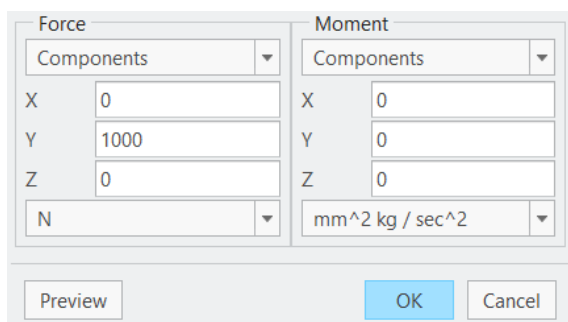 Force Moment
Components Components
X 0 X 0
Y 1000 Y 0
Z 0 Z 0
N mm^2 kg / sec^2
Preview OK Cancel